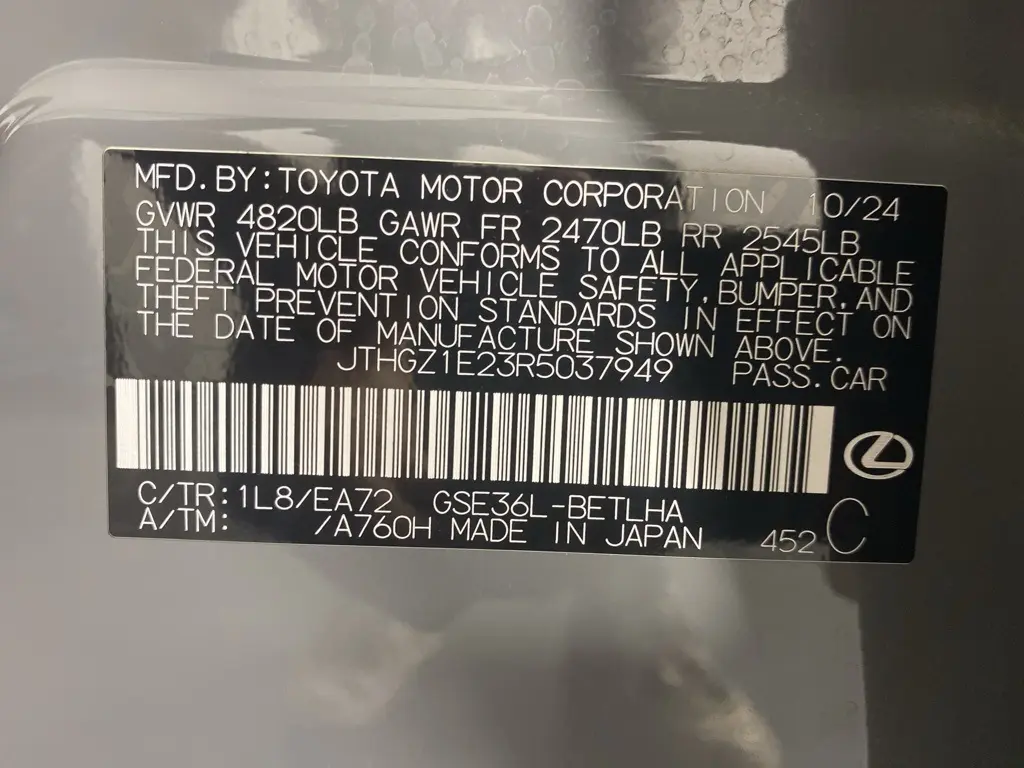 MFD.BY:TOYOTA MOTOR CORPORATION 10/24
GVWR 4820LB GAWR FR 2470LB RR 2545LB
THIS VEHICLE CONFORMS TO ALL APPLICABLE
FEDERAL MOTOR VEHICLE SAFETY,BUMPER,AND
THEFT PREVENTION STANDARDS IN EFFECT ON
THE DATE OF MANUFACTURE SHOWN ABOVE.
JTHGZ1E23R5037949 PASS.CAR
C/TR:1L8/EA72 GSE36L-BETLHA
A/TM: /A760H MADE IN JAPAN 452 C